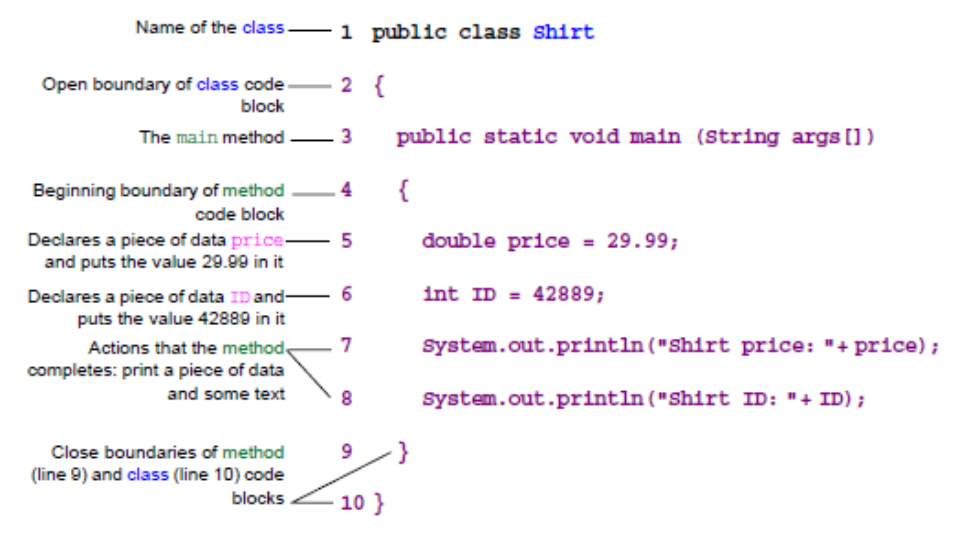 Name of the class 1 public class Shirt
Open boundary of class code 2 {
block
The main method 3 public static void main (String args[])
Beginning boundary of method 4 {
code block
Declares a piece of data price 5 double price = 29.99;
and puts the value 29.99 in it
Declares a piece of data ID and 6 int ID = 42889;
puts the value 42889 in it
Actions that the method 7 System.out.println("Shirt price: "+ price);
completes: print a piece of data
and some text 8 System.out.println("Shirt ID: "+ ID);
Close boundaries of method 9 }
(line 9) and class (line 10) code
blocks 10 }